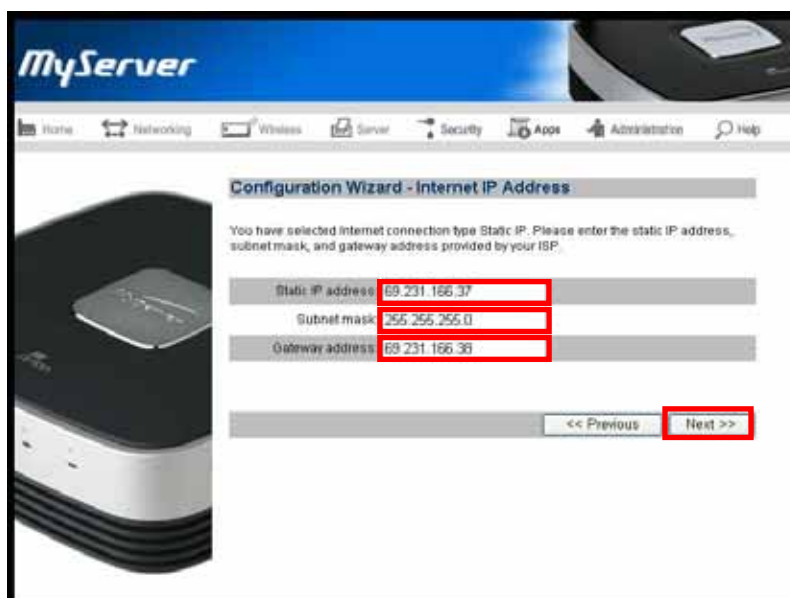 MyServer
Home Networking Wireless Server Security Apps Administration Help
Configuration Wizard - Internet IP Address
You have selected Internet connection type Static IP. Please enter the static IP address,
subnet mask, and gateway address provided by your ISP.
Static IP address: 69.231.166.37
Subnet mask: 255.255.255.0
Gateway address: 69.231.166.38
<< Previous Next >>